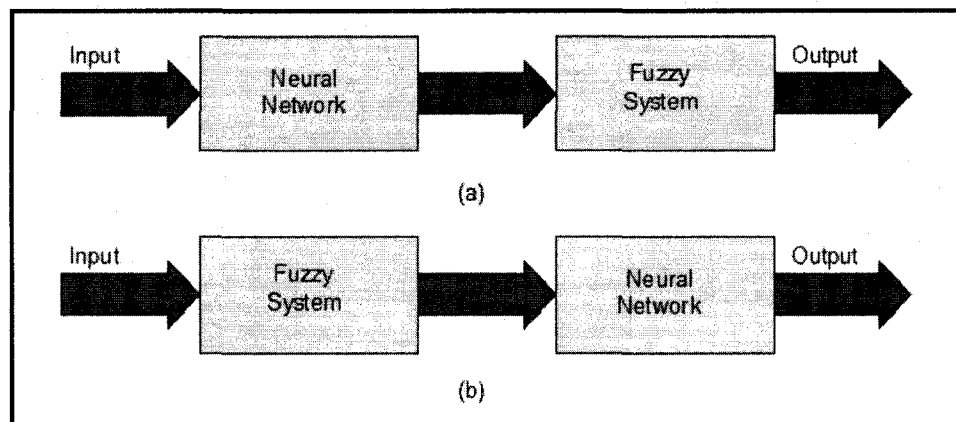 Input
Neural
Network
Fuzzy
System
Output
(a)
Input
Fuzzy
System
Neural
Network
Output
(b)